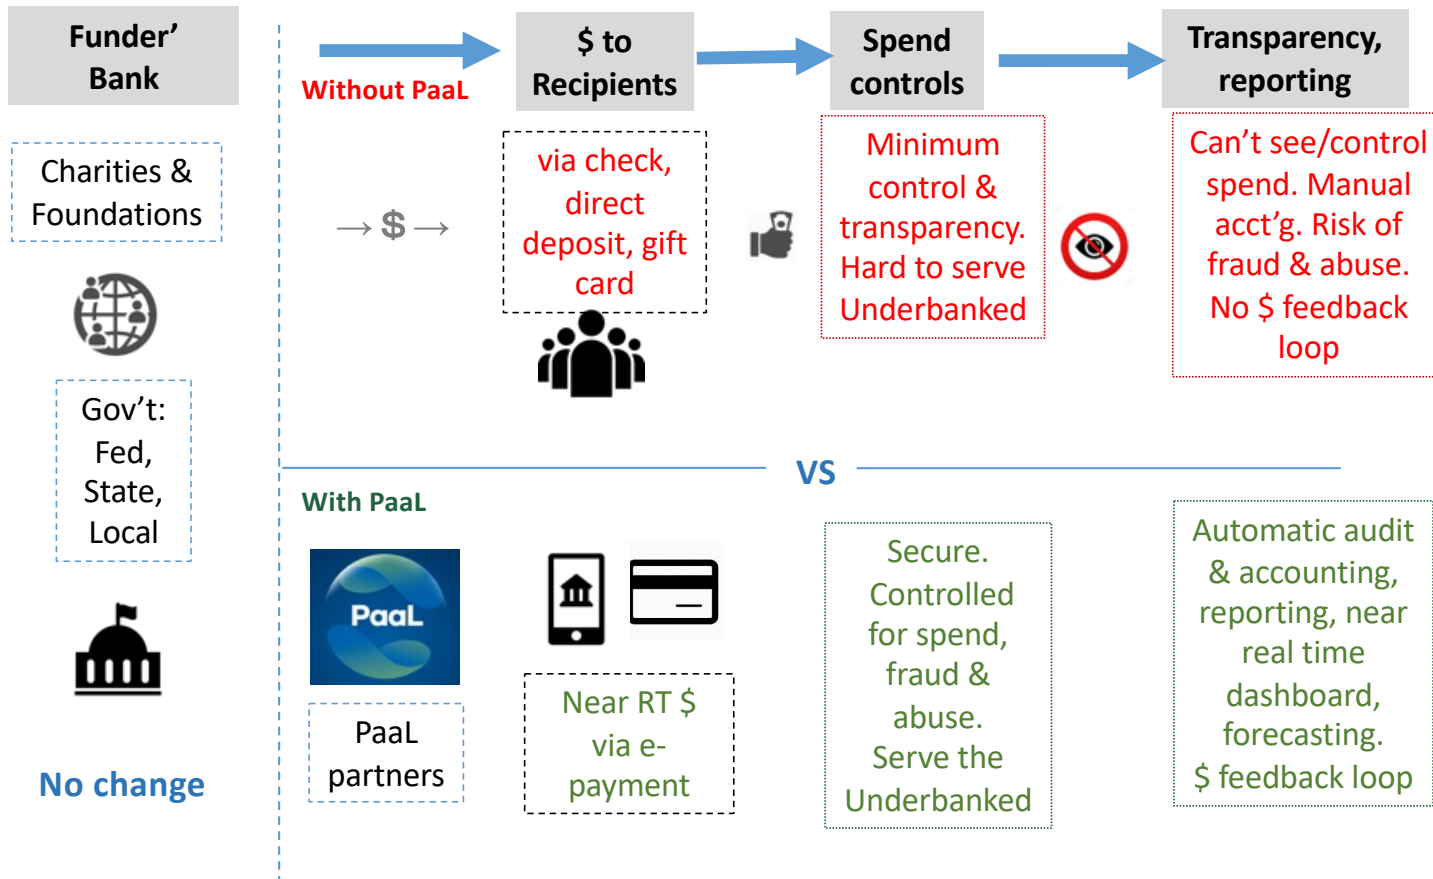 Funder’
Bank
Charities &
Foundations
Gov’t:
Fed,
State,
Local
No change
Without PaaL
→ $ →
$ to
Recipients
via check,
direct
deposit, gift
card
Spend
controls
Minimum
control &
transparency.
Hard to serve
Underbanked
Transparency,
reporting
Can’t see/control
spend. Manual
acct’g. Risk of
fraud & abuse.
No $ feedback
loop
VS
With PaaL
PaaL
PaaL
partners
Near RT $
via e-
payment
Secure.
Controlled
for spend,
fraud &
abuse.
Serve the
Underbanked
Automatic audit
& accounting,
reporting, near
real time
dashboard,
forecasting.
$ feedback loop